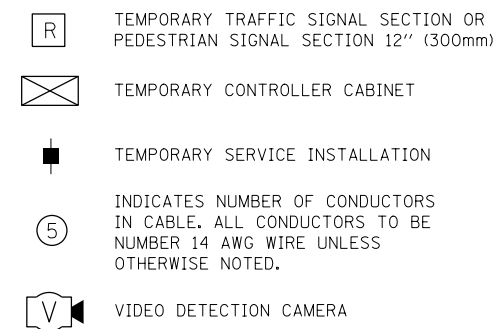 R TEMPORARY TRAFFIC SIGNAL SECTION OR
PEDESTRIAN SIGNAL SECTION 12'' (300mm)
TEMPORARY CONTROLLER CABINET
TEMPORARY SERVICE INSTALLATION
INDICATES NUMBER OF CONDUCTORS
5 IN CABLE. ALL CONDUCTORS TO BE
NUMBER 14 AWG WIRE UNLESS
OTHERWISE NOTED.
V VIDEO DETECTION CAMERA